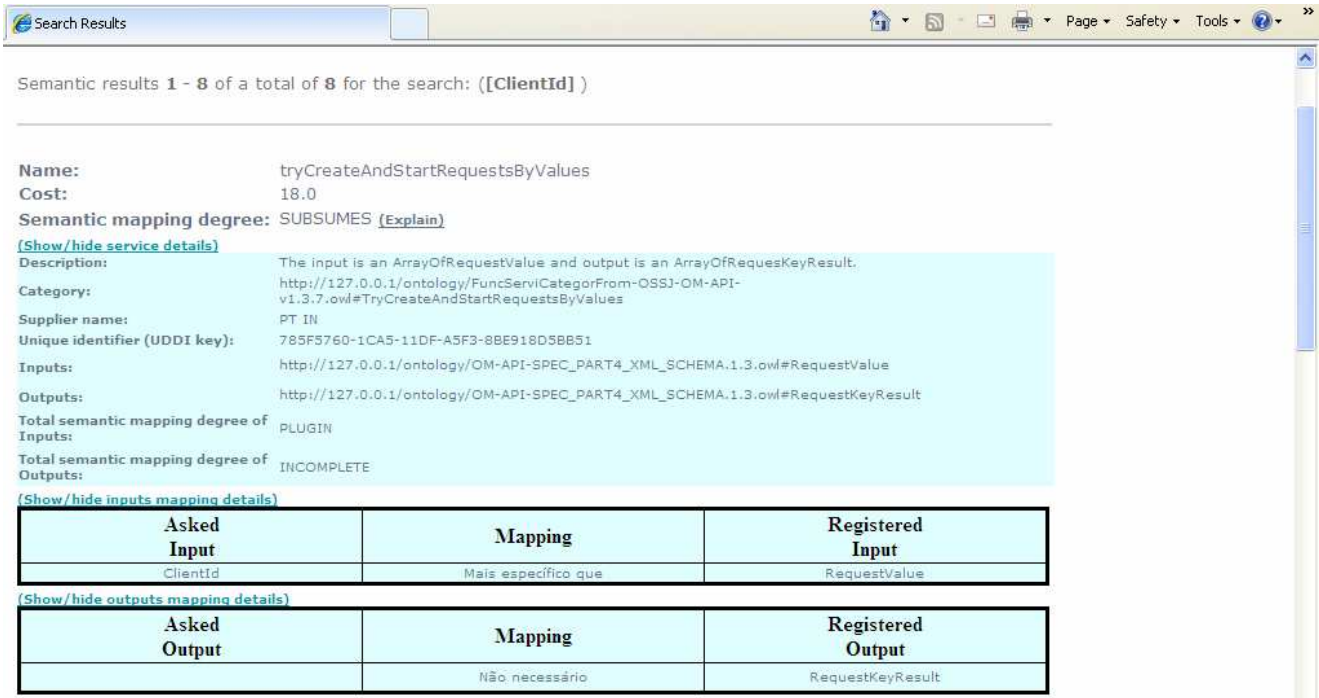 Search Results
Page Safety Tools »
Semantic results 1 - 8 of a total of 8 for the search: ([ClientId] )
Name: tryCreateAndStartRequestsByValues
Cost: 18.0
Semantic mapping degree: SUBSUMES (Explain)
(Show/hide service details)
Description: The input is an ArrayOfRequestValue and output is an ArrayOfRequesKeyResult.
Category: http://127.0.0.1/ontology/FuncServiCategorFrom-OSSJ-OM-API-
v1.3.7.owl#TryCreateAndStartRequestsByValues
Supplier name: PT IN
Unique identifier (UDDI key): 785F5760-1CA5-11DF-A5F3-8BE918D5BB51
Inputs: http://127.0.0.1/ontology/OM-API-SPEC_PART4_XML_SCHEMA.1.3.owl#RequestValue
Outputs: http://127.0.0.1/ontology/OM-API-SPEC_PART4_XML_SCHEMA.1.3.owl#RequestKeyResult
Total semantic mapping degree of
Inputs: PLUGIN
Total semantic mapping degree of
Outputs: INCOMPLETE
(Show/hide inputs mapping details)
Asked Mapping Registered
Input Input
ClientId Mais específico que RequestValue
(Show/hide outputs mapping details)
Asked Mapping Registered
Output Output
Não necessário RequestKeyResult